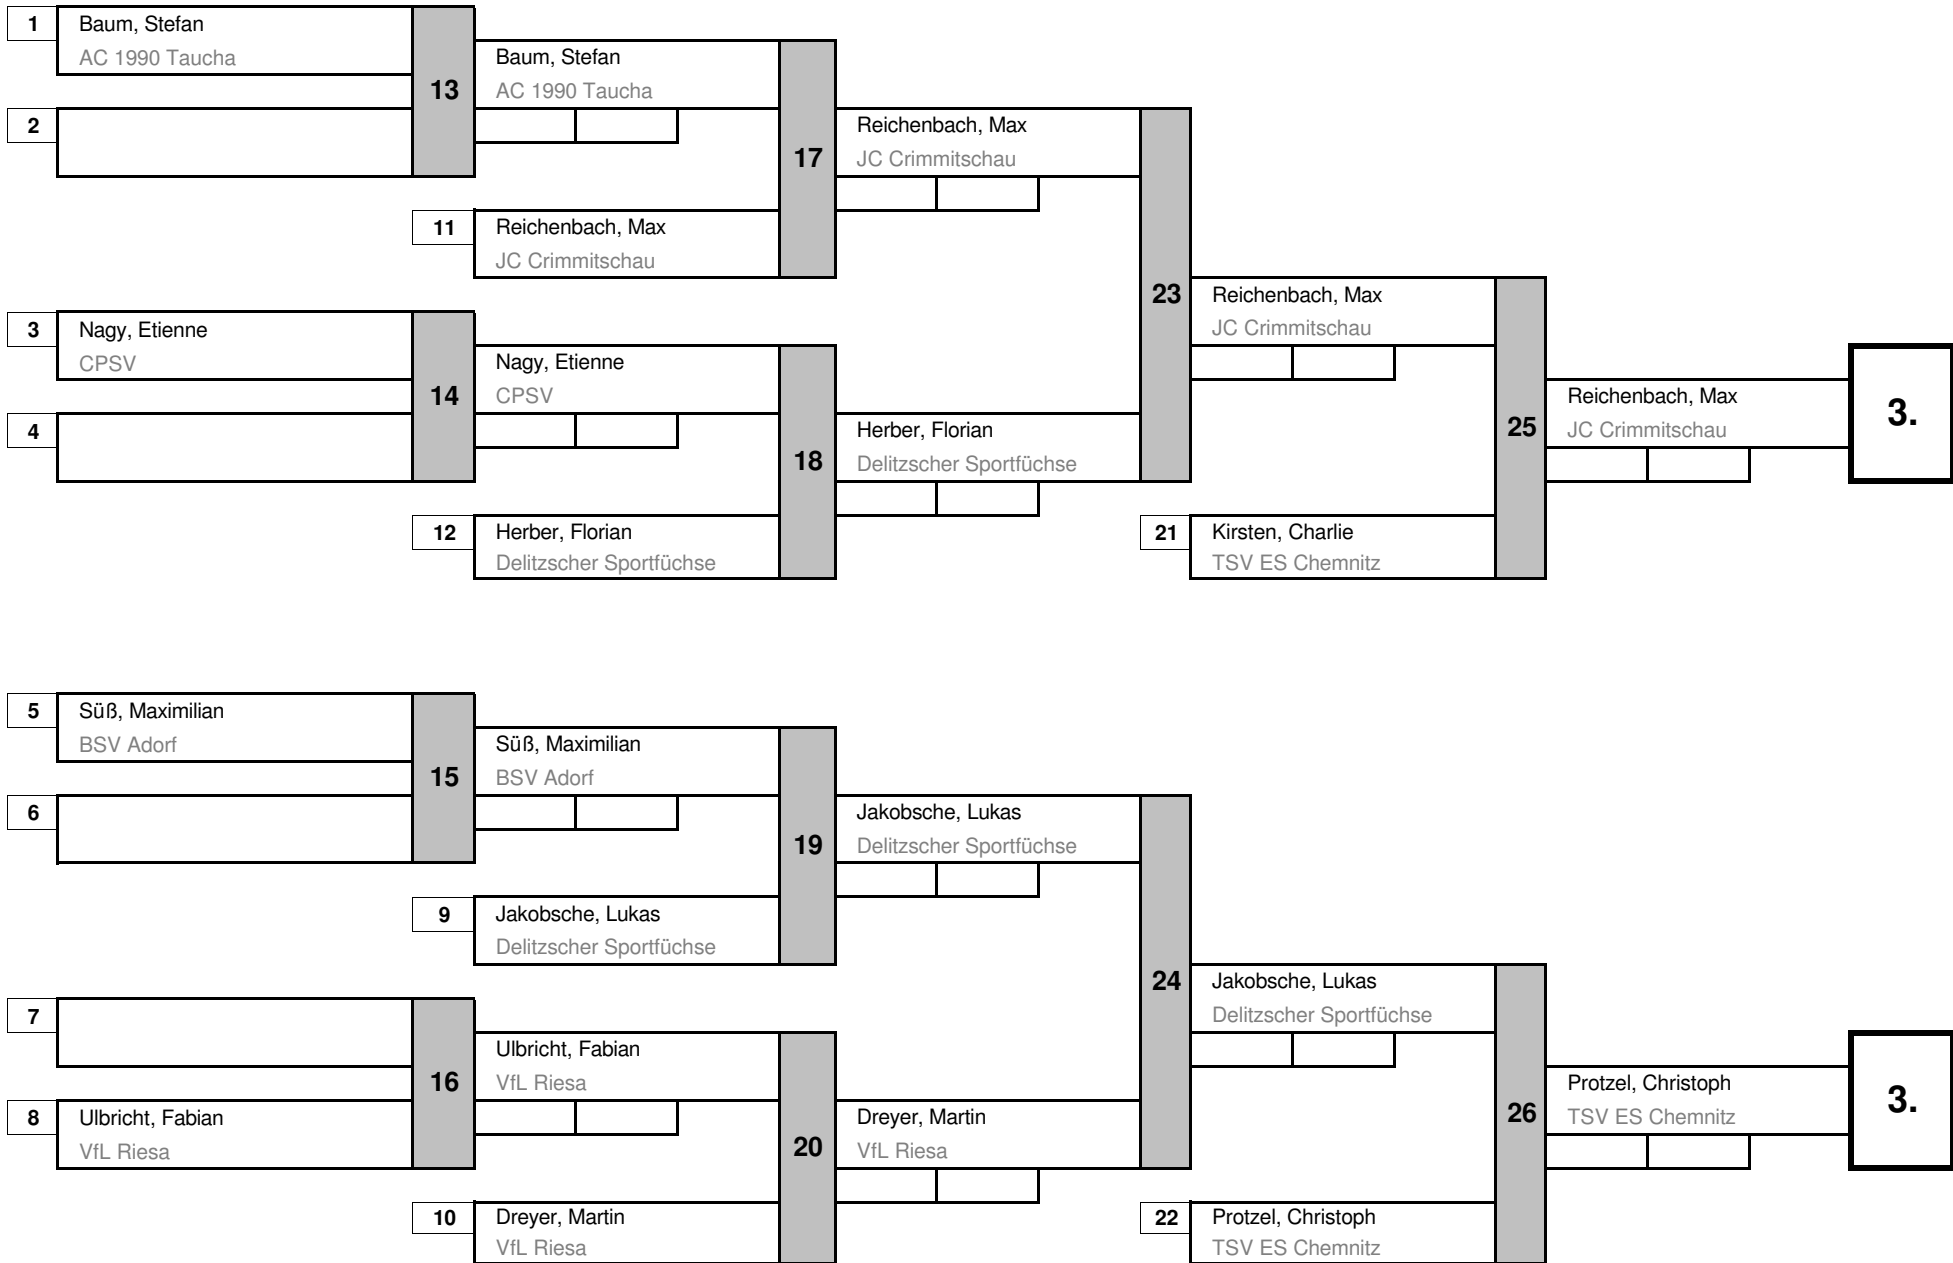 1
Baum, Stefan
AC 1990 Taucha
13
Baum, Stefan
AC 1990 Taucha
2
17
Reichenbach, Max
JC Crimmitschau
11
Reichenbach, Max
JC Crimmitschau
23
Reichenbach, Max
JC Crimmitschau
3
Nagy, Etienne
CPSV
14
Nagy, Etienne
CPSV
4
18
Herber, Florian
Delitzscher Sportfüchse
12
Herber, Florian
Delitzscher Sportfüchse
25
Reichenbach, Max
JC Crimmitschau
3.
21
Kirsten, Charlie
TSV ES Chemnitz
5
Süß, Maximilian
BSV Adorf
15
Süß, Maximilian
BSV Adorf
6
19
Jakobsche, Lukas
Delitzscher Sportfüchse
9
Jakobsche, Lukas
Delitzscher Sportfüchse
24
Jakobsche, Lukas
Delitzscher Sportfüchse
7
16
Ulbricht, Fabian
VfL Riesa
8
Ulbricht, Fabian
VfL Riesa
20
Dreyer, Martin
VfL Riesa
10
Dreyer, Martin
VfL Riesa
26
Protzel, Christoph
TSV ES Chemnitz
3.
22
Protzel, Christoph
TSV ES Chemnitz